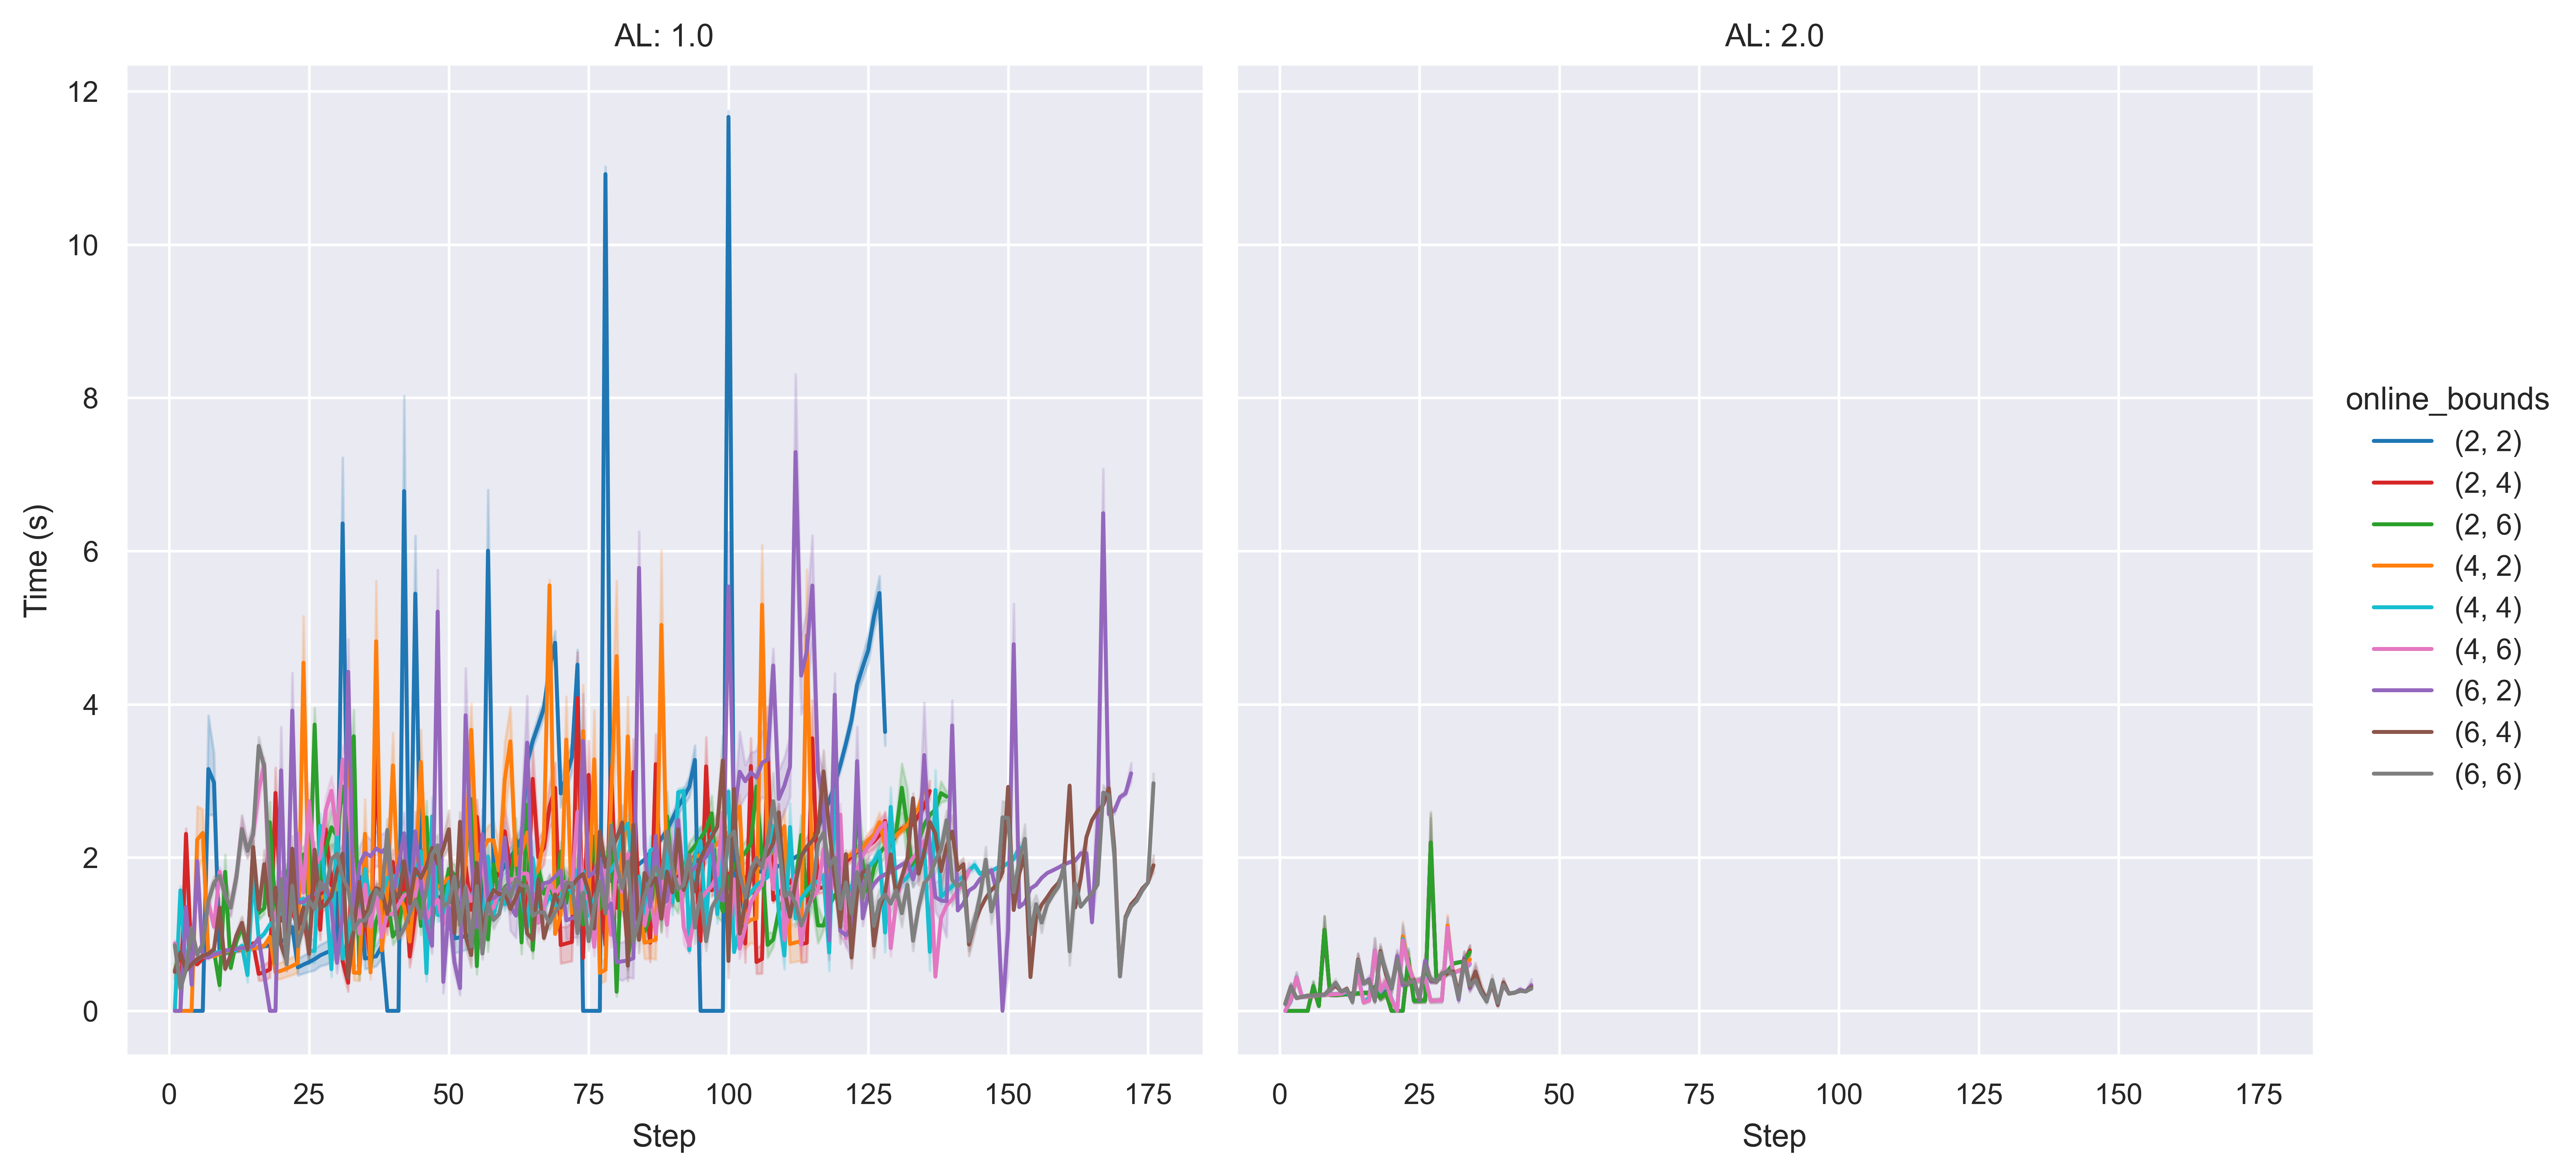 AL: 1.0
AL: 2.0
12
10
8
6
4
2
0
Time (s)
0 25 50 75 100 125 150 175
0 25 50 75 100 125 150 175
Step
Step
online_bounds
(2, 2)
(2, 4)
(2, 6)
(4, 2)
(4, 4)
(4, 6)
(6, 2)
(6, 4)
(6, 6)